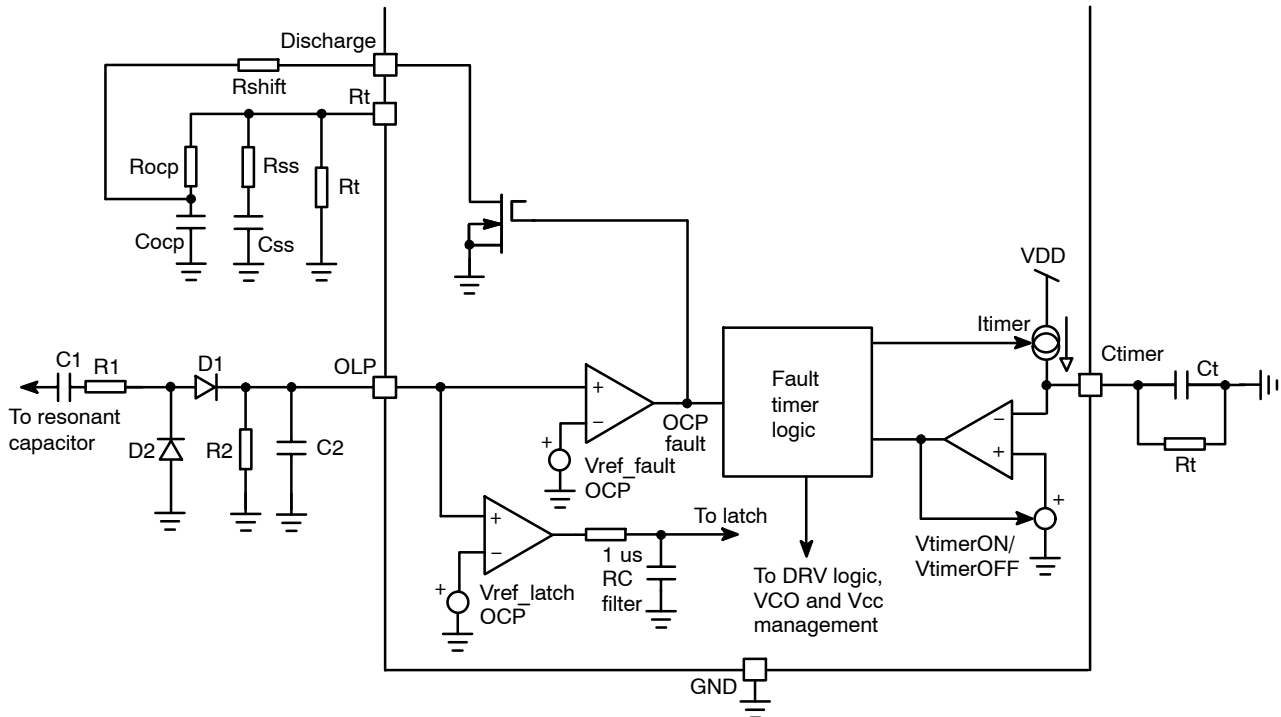 Discharge
Rshift
Rt
Rocp
Rss
Rt
Cocp
Css
VDD
Itimer
Ctimer
Ct
Rt
C1
R1
D1
OLP
To resonant
capacitor
D2
R2
C2
+
−
+
Vref_fault
OCP
OCP
fault
Fault
timer
logic
−
+
+
VtimerON/
VtimerOFF
+
−
+
Vref_latch
OCP
1 us
RC
filter
To latch
To DRV logic,
VCO and Vcc
management
GND